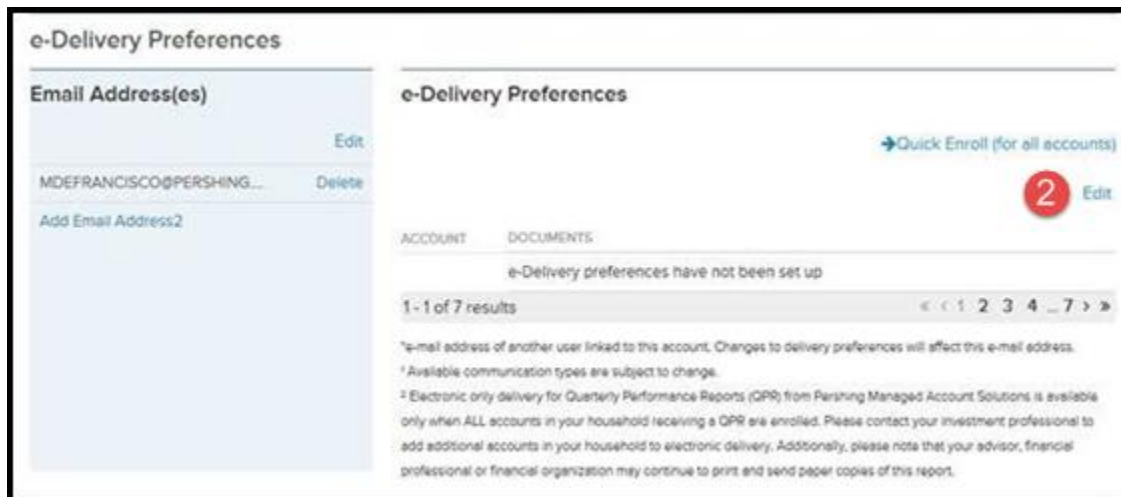 e-Delivery Preferences
Email Address(es)
Edit
MDEFRANCISCO@PERSHING....
Delete
Add Email Address2
e-Delivery Preferences
➔Quick Enroll (for all accounts)
2
Edit
ACCOUNT DOCUMENTS
e-Delivery preferences have not been set up
1 - 1 of 7 results
« ‹ 1 2 3 4 ... 7 › »
*e-mail address of another user linked to this account. Changes to delivery preferences will affect this e-mail address.
¹ Available communication types are subject to change.
² Electronic only delivery for Quarterly Performance Reports (QPR) from Pershing Managed Account Solutions is available
only when ALL accounts in your household receiving a QPR are enrolled. Please contact your investment professional to
add additional accounts in your household to electronic delivery. Additionally, please note that your advisor, financial
professional or financial organization may continue to print and send paper copies of this report.